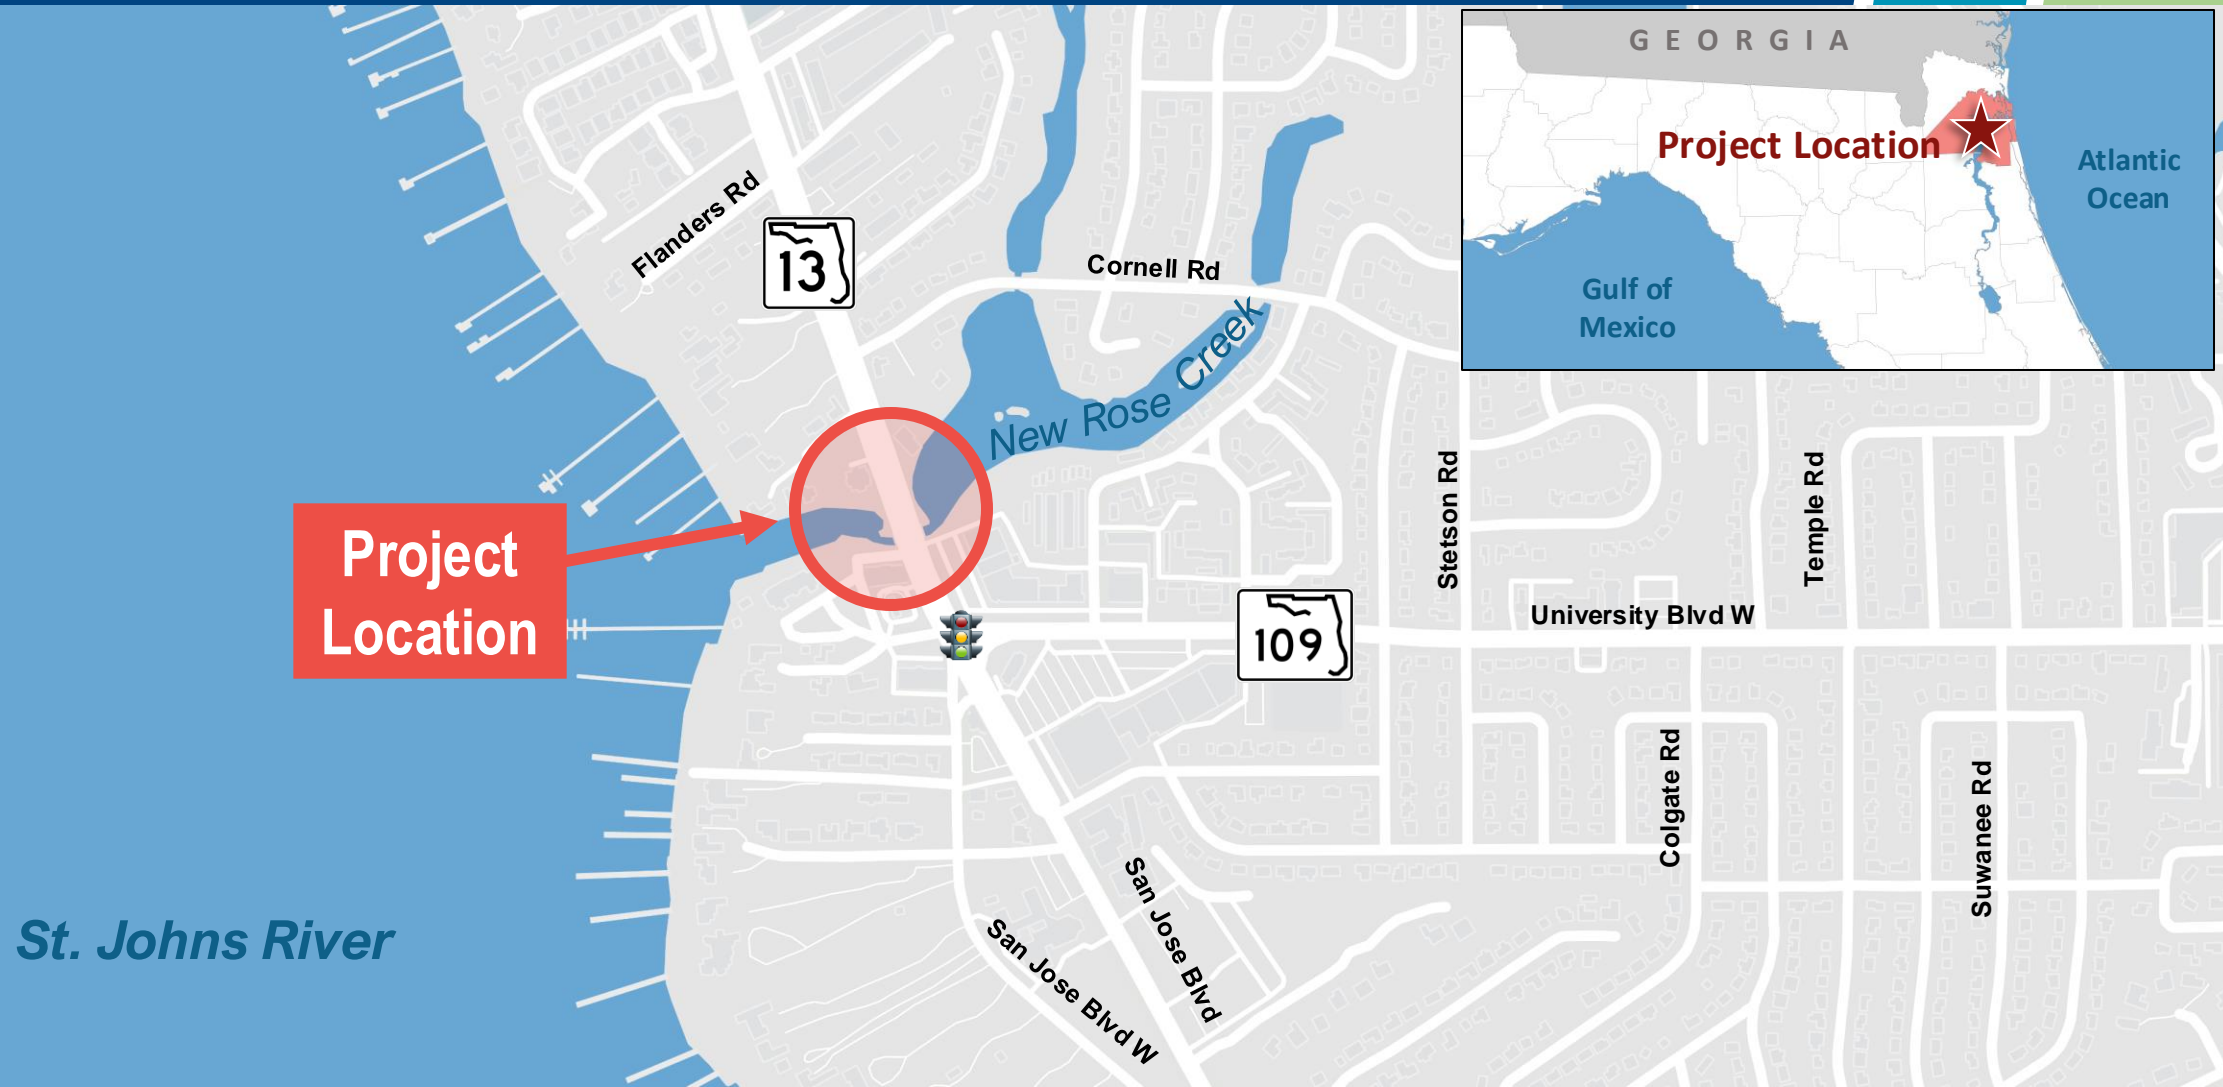 GEORGIA
Project Location
Atlantic
Ocean
Gulf of
Mexico
Flanders Rd
13
Cornell Rd
New Rose Creek
Project
Location
Stetson Rd
Temple Rd
University Blvd W
109
Colgate Rd
Suwanee Rd
San Jose Blvd
San Jose Blvd W
St. Johns River